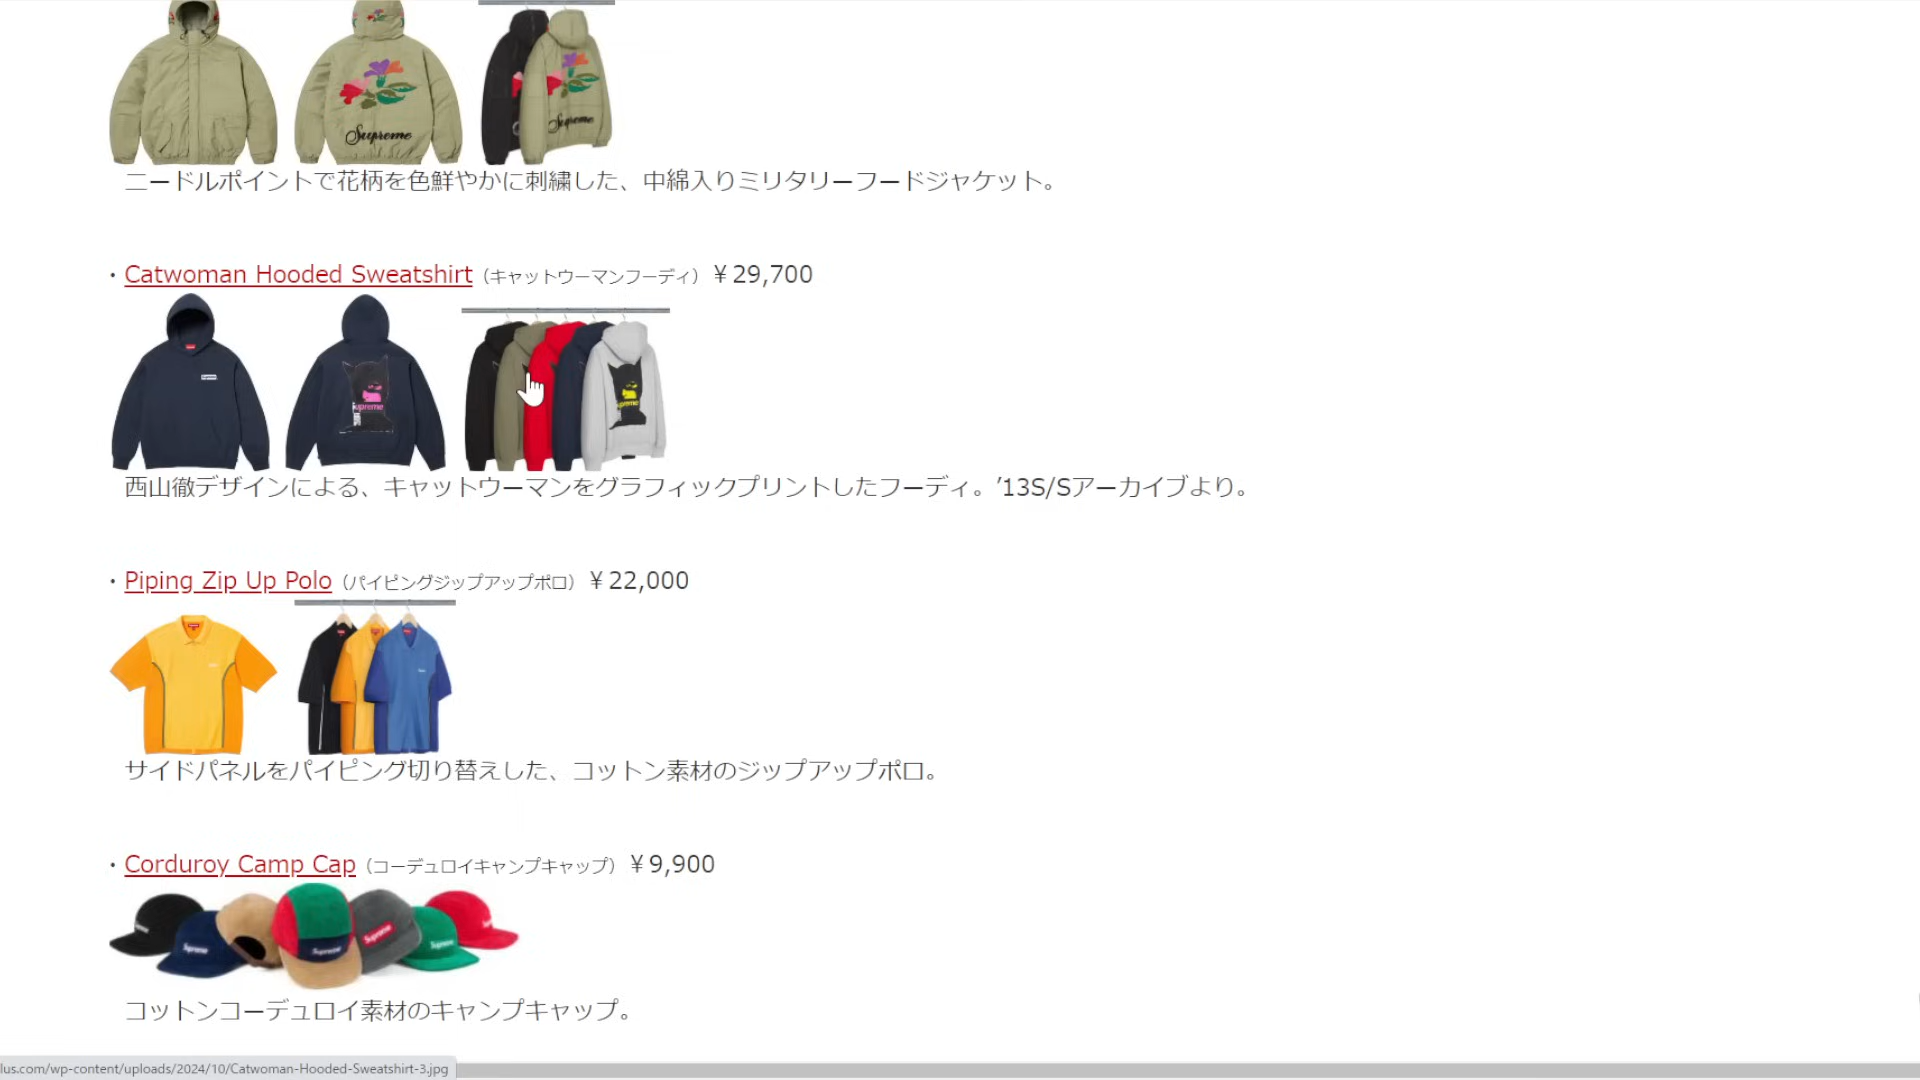 Supreme
Supreme
ニードルポイントで花柄を色鮮やかに刺繍した、中綿入りミリタリーフードジャケット。
・Catwoman Hooded Sweatshirt（キャットウーマンフーディ）￥29,700
西山徹デザインによる、キャットウーマンをグラフィックプリントしたフーディ。’13S/Sアーカイブより。
・Piping Zip Up Polo（パイピングジップアップポロ）￥22,000
サイドパネルをパイピング切り替えした、コットン素材のジップアップポロ。
・Corduroy Camp Cap（コーデュロイキャンプキャップ）￥9,900
Supreme Supreme Supreme Supreme
コットンコーデュロイ素材のキャンプキャップ。
lus.com/wp-content/uploads/2024/10/Catwoman-Hooded-Sweatshirt-3.jpg